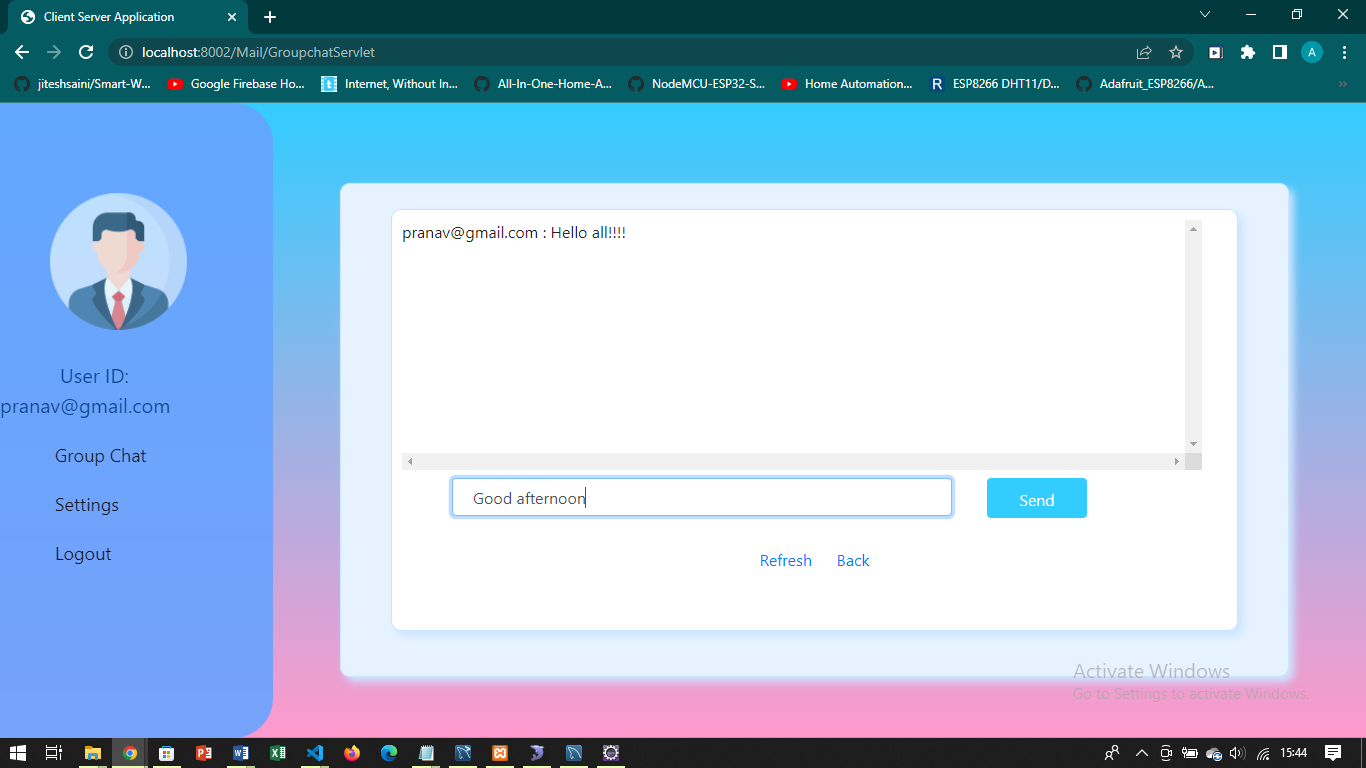 Client Server Application
localhost:8002/Mail/GroupchatServlet
A
jiteshsaini/Smart-W...
Google Firebase Ho...
Internet, Without In...
All-In-One-Home-A...
NodeMCU-ESP32-S...
Home Automation...
R
ESP8266 DHT11/D...
Adafruit_ESP8266/A...
User ID:
pranav@gmail.com
Group Chat
Settings
Logout
pranav@gmail.com : Hello all!!!!
Good afternoon
Send
Refresh
Back
Activate Windows
Go to Settings to activate Windows.
15:44